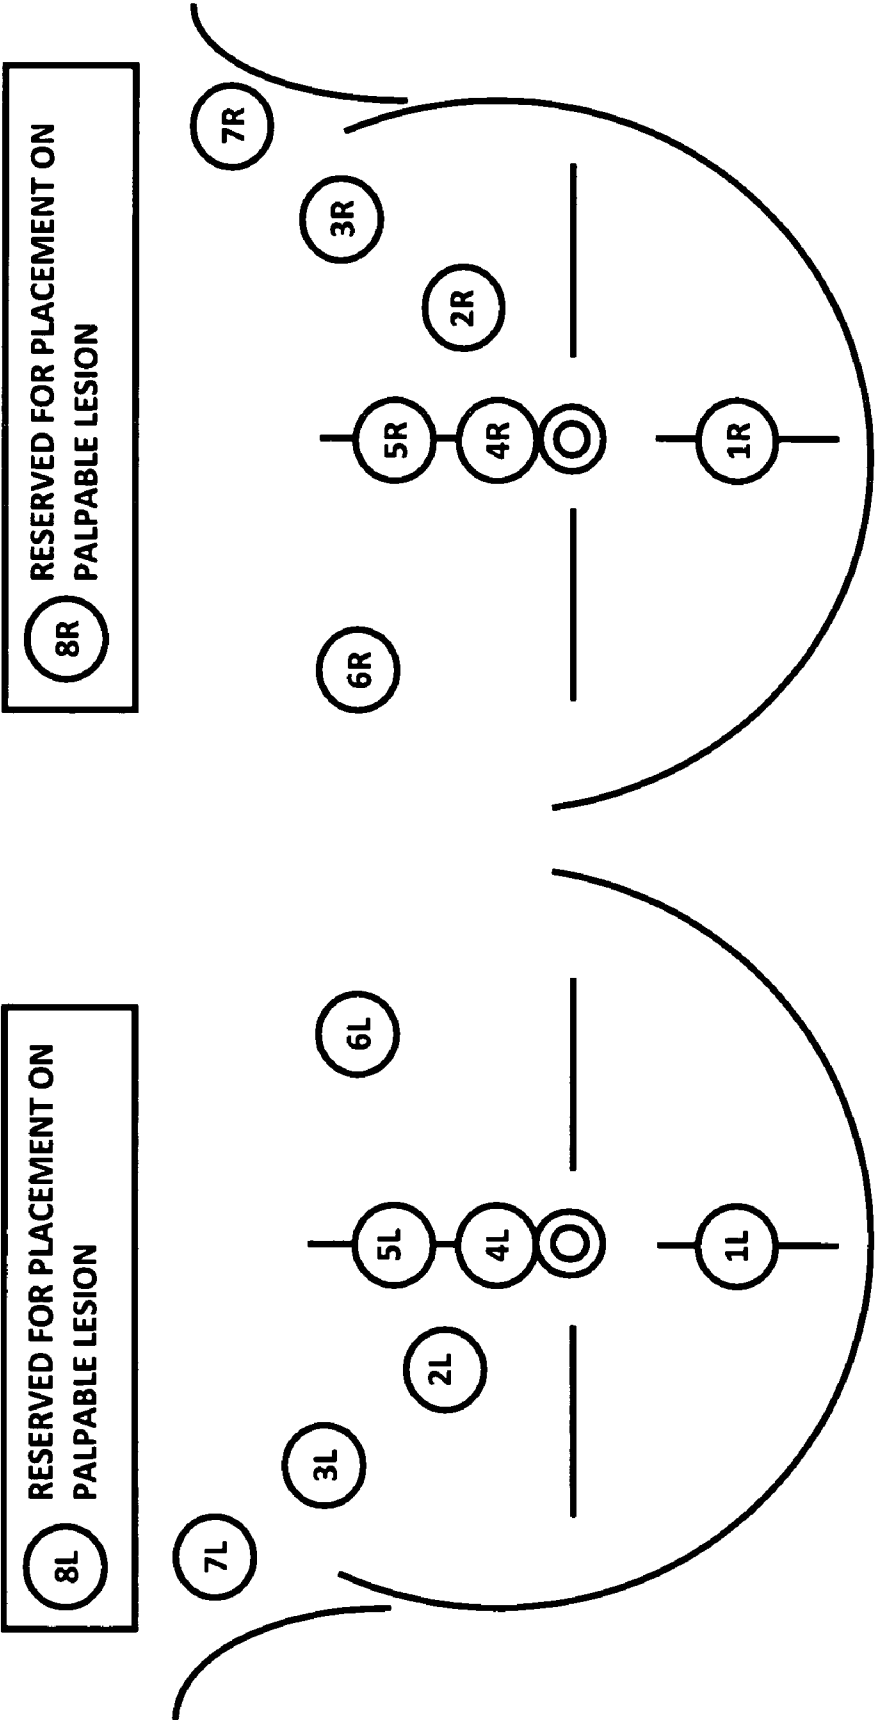 8L
RESERVED FOR PLACEMENT ON
PALPABLE LESION
8R
RESERVED FOR PLACEMENT ON
PALPABLE LESION
7L
7R
3L
3R
6L
6R
5L
5R
2L
2R
4L
4R
1L
1R